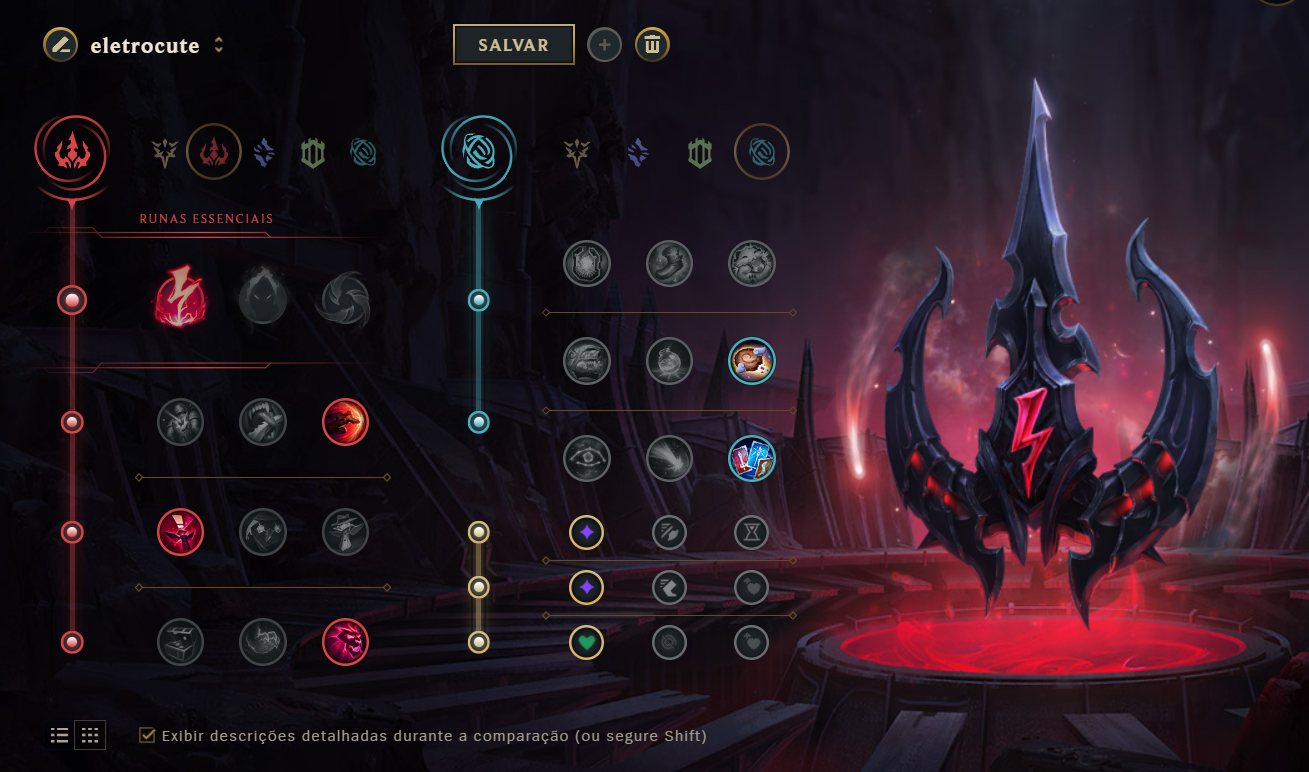 eletrocute
SALVAR
RUNAS ESSENCIAIS
Exibir descrições detalhadas durante a comparação (ou segure Shift)